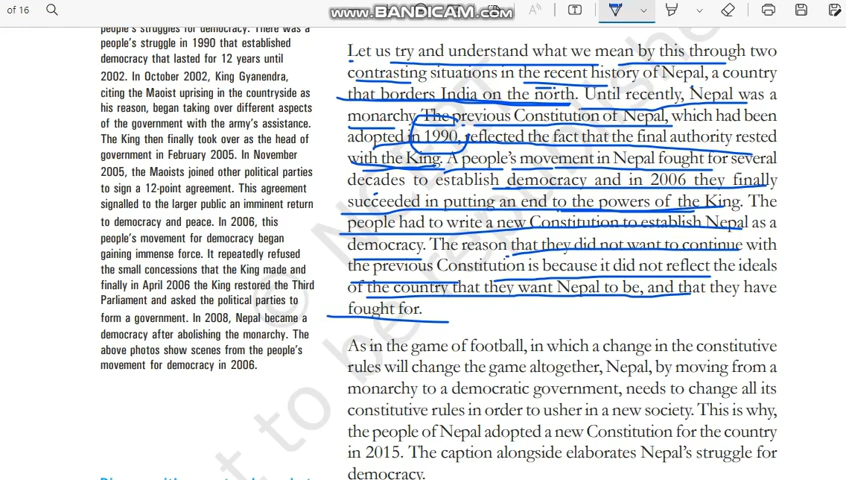 of 16
www.BANDICAM.com
people's struggles for democracy. There was a
people's struggle in 1990 that established
democracy that lasted for 12 years until
2002. In October 2002, King Gyanendra,
citing the Maoist uprising in the countryside as
his reason, began taking over different aspects
of the government with the army's assistance.
The King then finally took over as the head of
government in February 2005. In November
2005, the Maoists joined other political parties
to sign a 12-point agreement. This agreement
signalled to the larger public an imminent return
to democracy and peace. In 2006, this
people's movement for democracy began
gaining immense force. It repeatedly refused
the small concessions that the King made and
finally in April 2006 the King restored the Third
Parliament and asked the political parties to
form a government. In 2008, Nepal became a
democracy after abolishing the monarchy. The
above photos show scenes from the people's
movement for democracy in 2006.
Let us try and understand what we mean by this through two
contrasting situations in the recent history of Nepal, a country
that borders India on the north. Until recently, Nepal was a
monarchy. The previous Constitution of Nepal, which had been
adopted in 1990, reflected the fact that the final authority rested
with the King. A people's movement in Nepal fought for several
decades to establish democracy and in 2006 they finally
succeeded in putting an end to the powers of the King. The
people had to write a new Constitution to establish Nepal as a
democracy. The reason that they did not want to continue with
the previous Constitution is because it did not reflect the ideals
of the country that they want Nepal to be, and that they have
fought for.
As in the game of football, in which a change in the constitutive
rules will change the game altogether, Nepal, by moving from a
monarchy to a democratic government, needs to change all its
constitutive rules in order to usher in a new society. This is why,
the people of Nepal adopted a new Constitution for the country
in 2015. The caption alongside elaborates Nepal's struggle for
democracy.